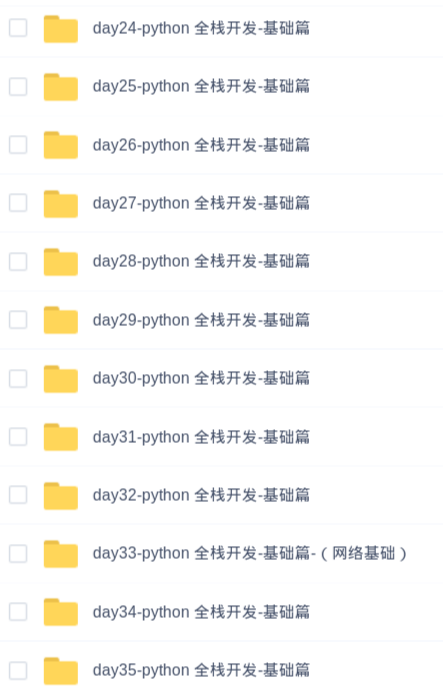 day24-python 全栈开发-基础篇
day25-python 全栈开发-基础篇
day26-python 全栈开发-基础篇
day27-python 全栈开发-基础篇
day28-python 全栈开发-基础篇
day29-python 全栈开发-基础篇
day30-python 全栈开发-基础篇
day31-python 全栈开发-基础篇
day32-python 全栈开发-基础篇
day33-python 全栈开发-基础篇-（网络基础）
day34-python 全栈开发-基础篇
day35-python 全栈开发-基础篇